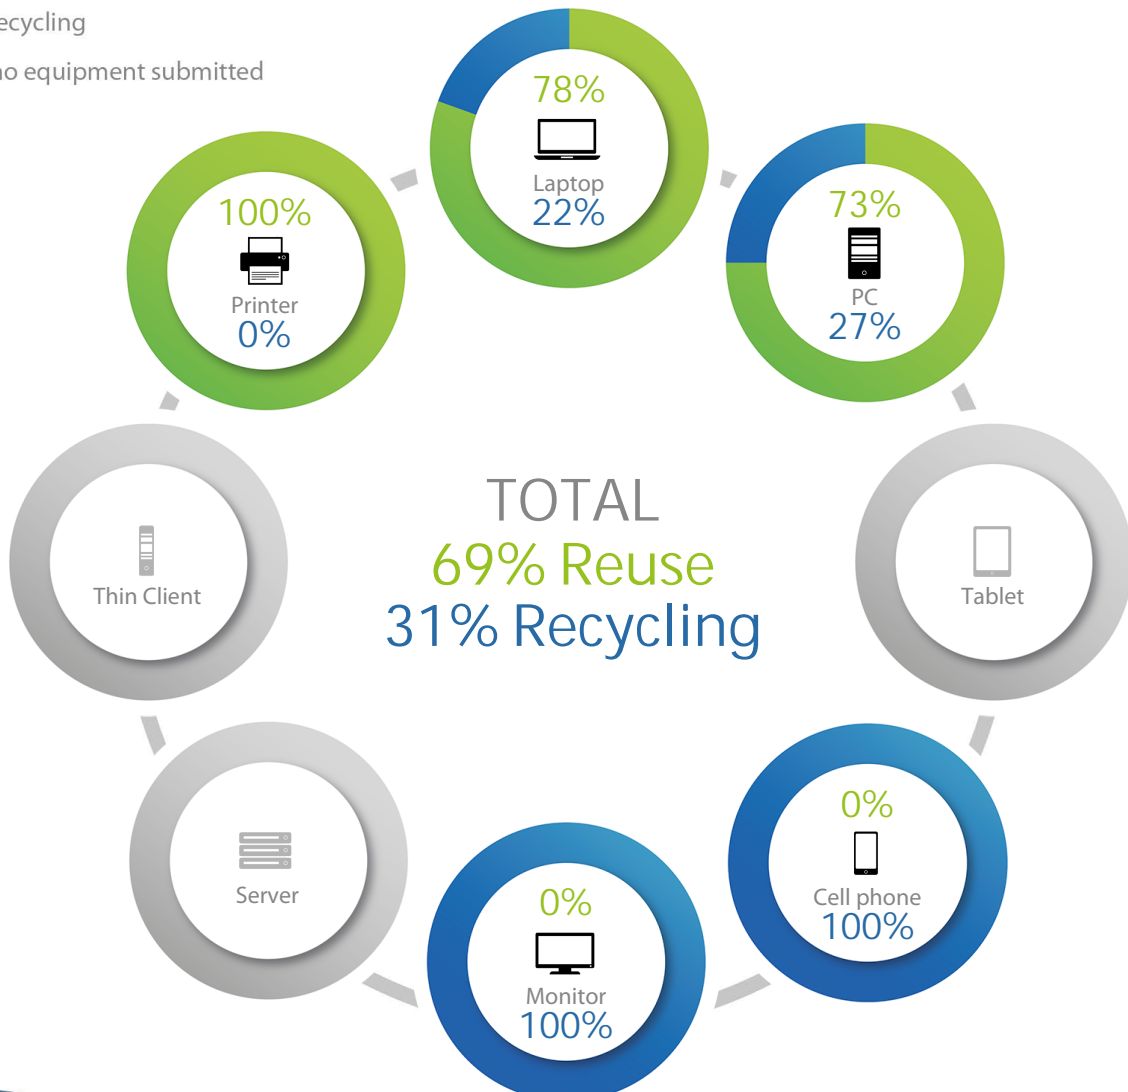 ecycling
no equipment submitted
78%
Laptop
22%
73%
PC
27%
100%
Printer
0%
TOTAL
69% Reuse
31% Recycling
Thin Client
Tablet
Server
0%
Cell phone
100%
0%
Monitor
100%